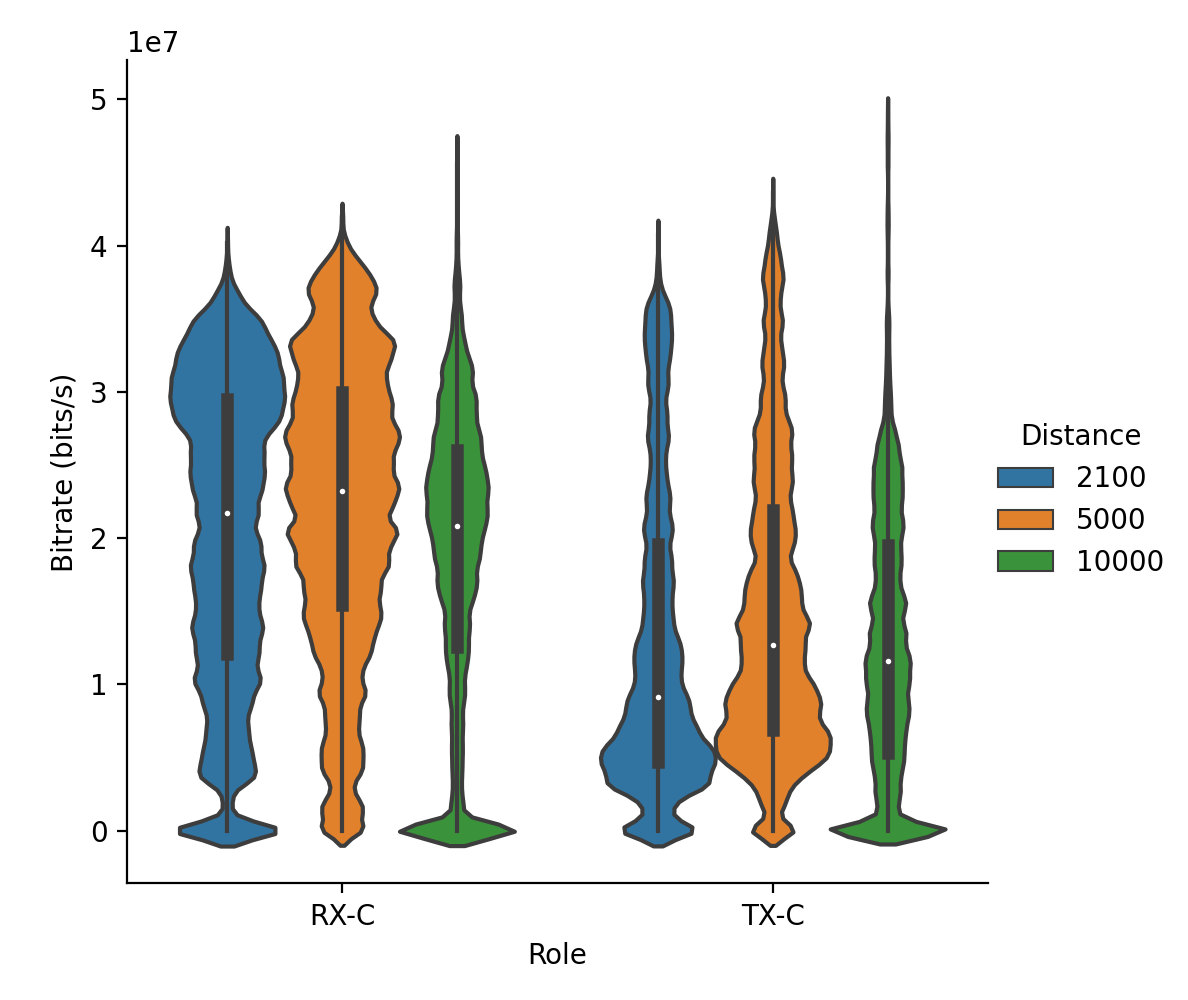 1e7
5
4
3
2
1
0
Bitrate (bits/s)
RX-C
TX-C
Role
Distance
2100
5000
10000